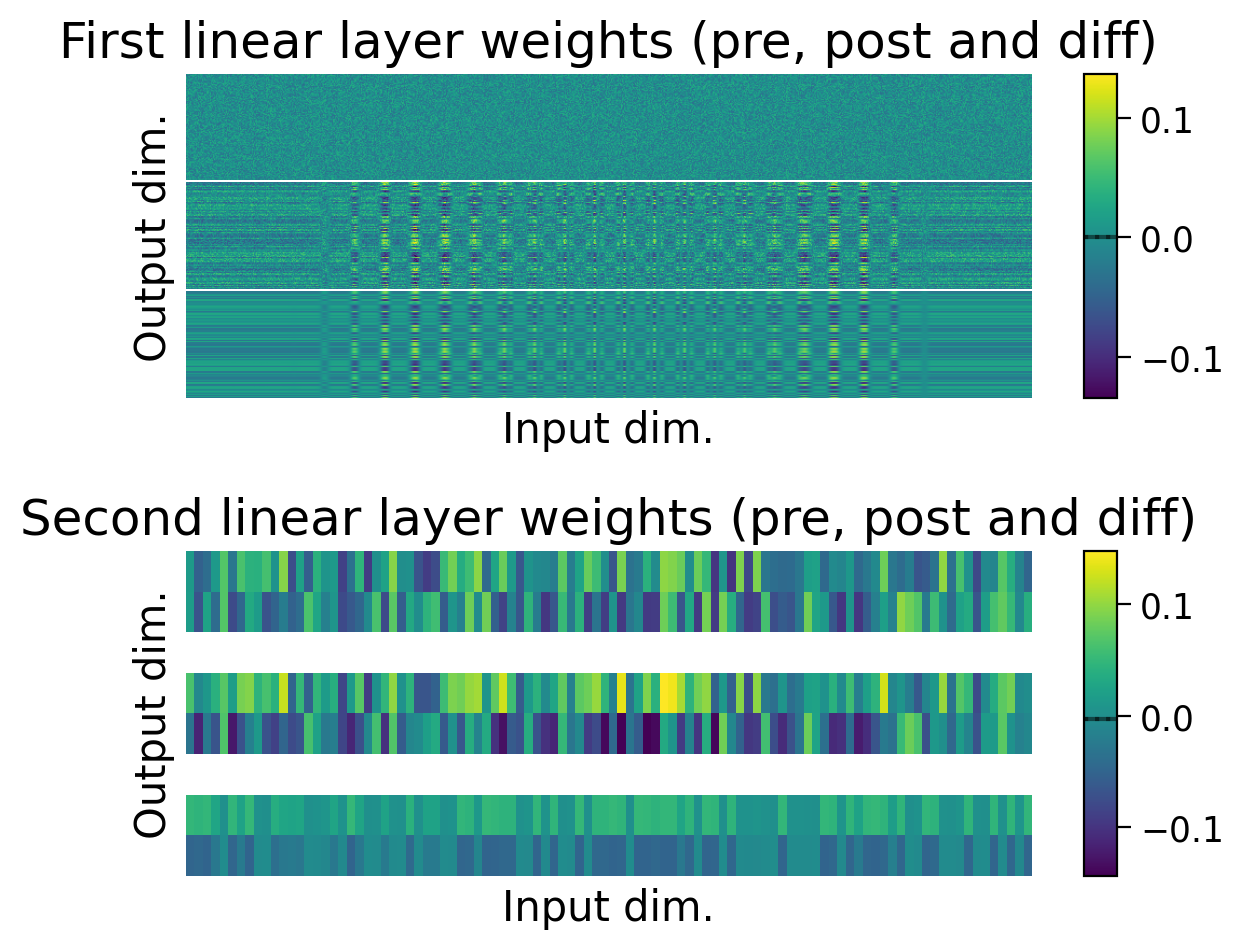 First linear layer weights (pre, post and diff)
Output dim.
0.1
0.0
−0.1
Input dim.
Second linear layer weights (pre, post and diff)
Output dim.
0.1
0.0
−0.1
Input dim.